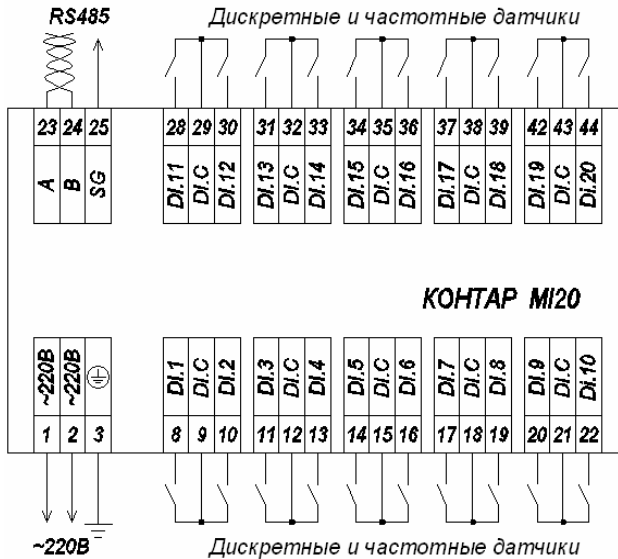 RS485 Дискретные и частотные датчики
23 24 25 28 29 30 31 32 33 34 35 36 37 38 39 42 43 44
A B SG DI.11 DI.C DI.12 DI.13 DI.C DI.14 DI.15 DI.C DI.16 DI.17 DI.C DI.18 DI.19 DI.C Di.20
КОНТАР MI20
~220В ~220В DI.1 DI.C DI.2 DI.3 DI.C DI.4 DI.5 DI.C DI.6 DI.7 DI.C DI.8 DI.9 DI.C Di.10
1 2 3 8 9 10 11 12 13 14 15 16 17 18 19 20 21 22
~220В Дискретные и частотные датчики